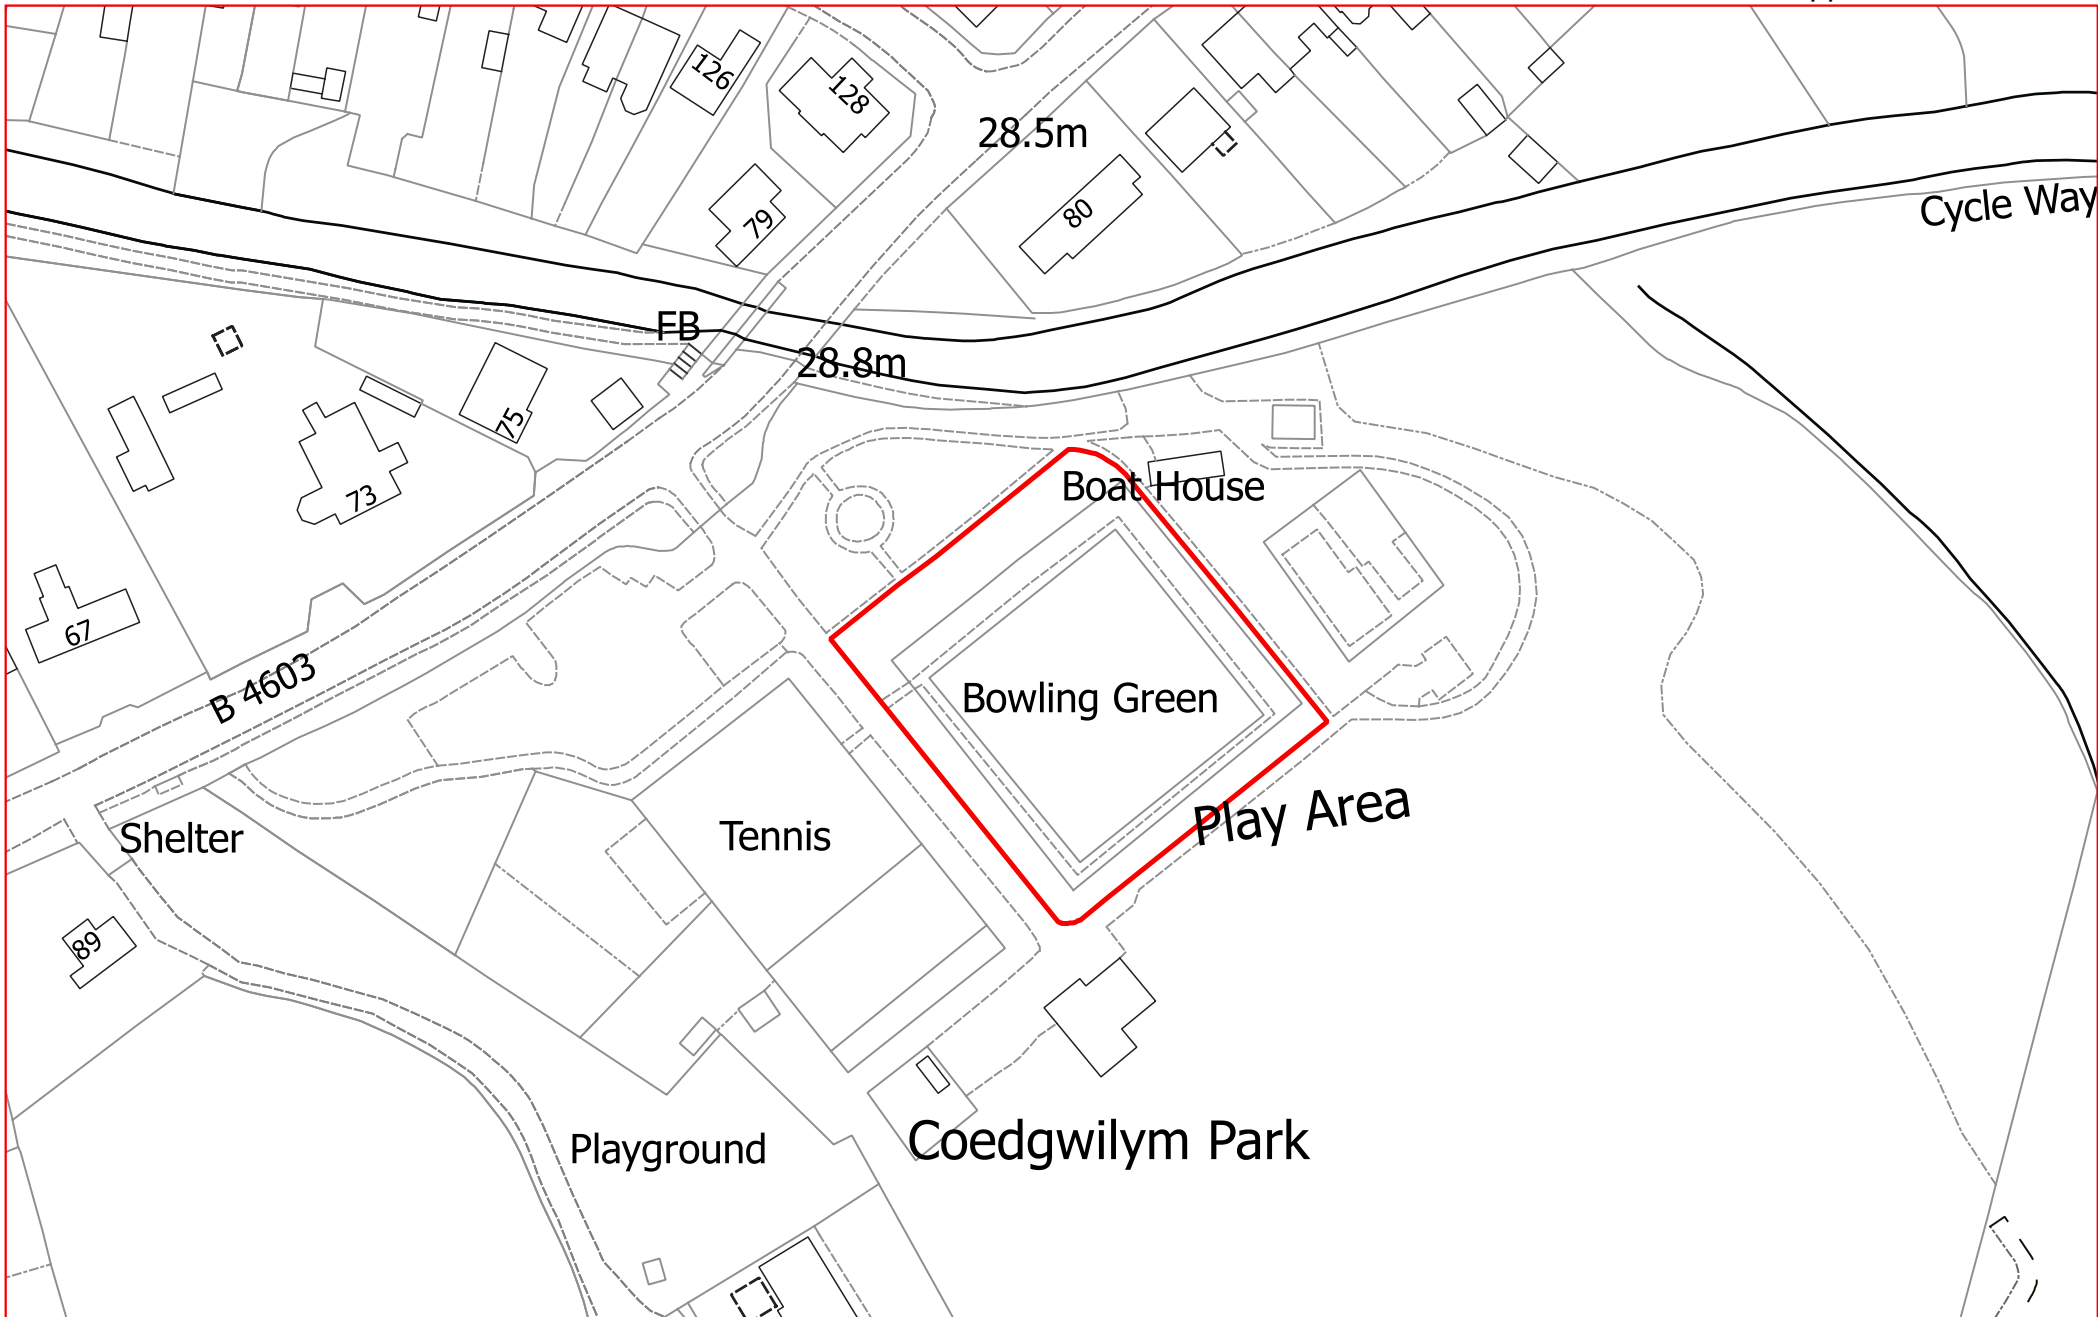 126
128
28.5m
79
80
Cycle Way
FB
28.8m
75
73
Boat House
67
B 4603
Bowling Green
Play Area
Shelter
Tennis
89
Coedgwilym Park
Playground